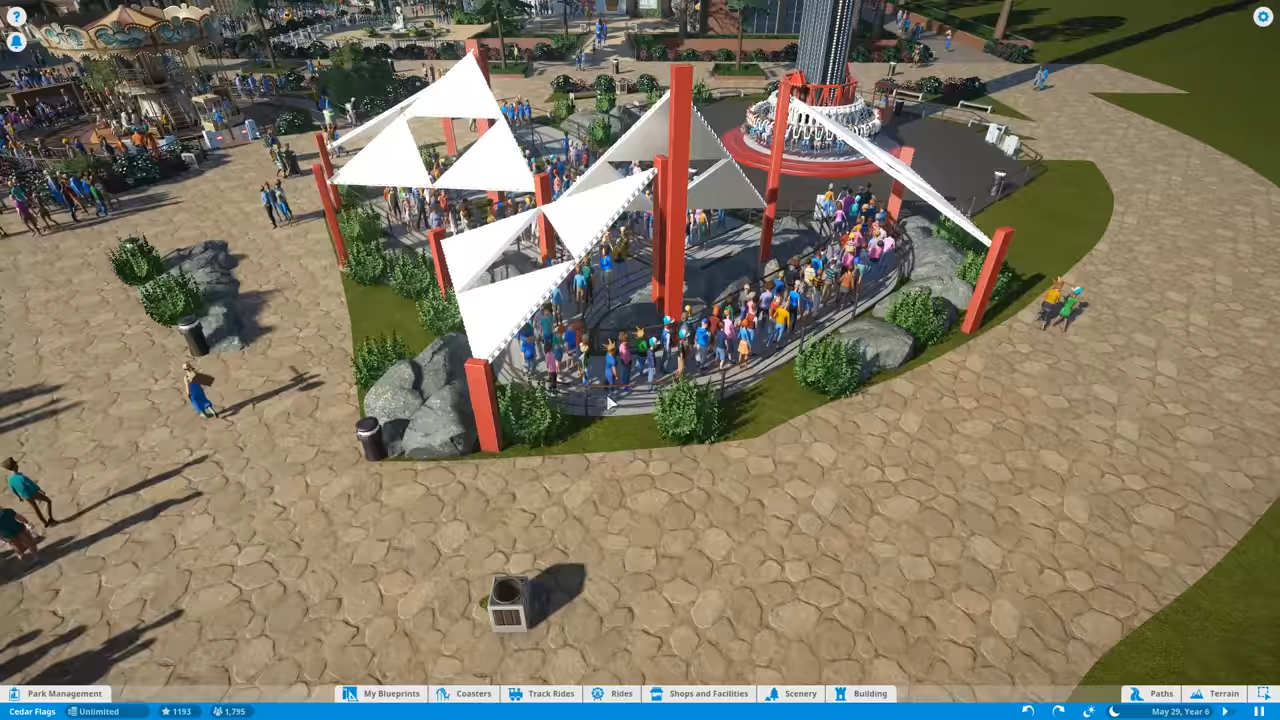 ?
Park Management
My Blueprints
Coasters
Track Rides
Rides
Shops and Facilities
Scenery
Building
Paths
Terrain
Cedar Flags
Unlimited
1193
1,795
May 29, Year 6